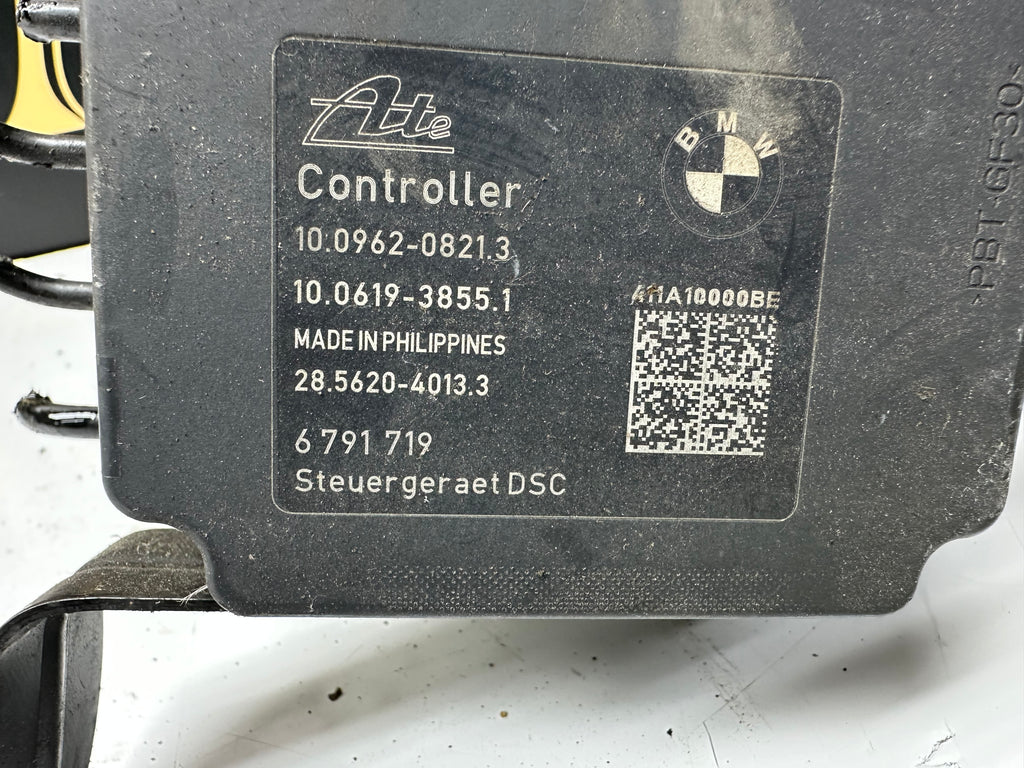 Ate
BMW
Controller
10.0962-0821.3
10.0619-3855.1
A11A10000BE
MADE IN PHILIPPINES
28.5620-4013.3
6 791 719
Steuergeraet DSC
>PBT-GF30<